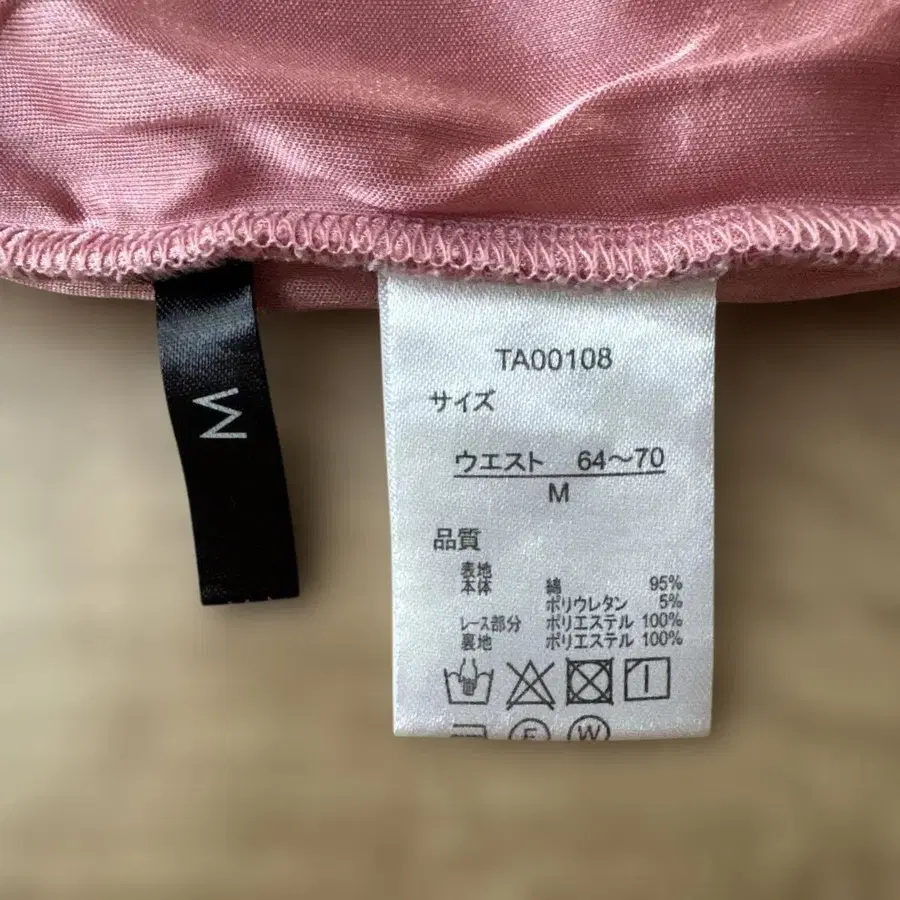 M
TA00108
サイズ
ウエスト 64〜70
M
品質
表地
本体 綿 95%
ポリウレタン 5%
レース部分 ポリエステル 100%
裏地 ポリエステル 100%
W